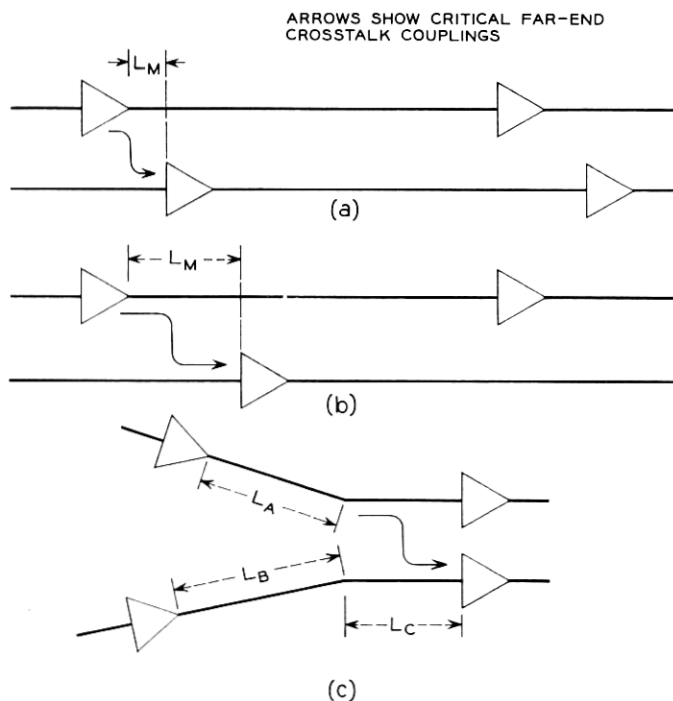 ARROWS SHOW CRITICAL FAR-END
CROSSTALK COUPLINGS
LM
(a)
LM
(b)
LA
LB
LC
(c)